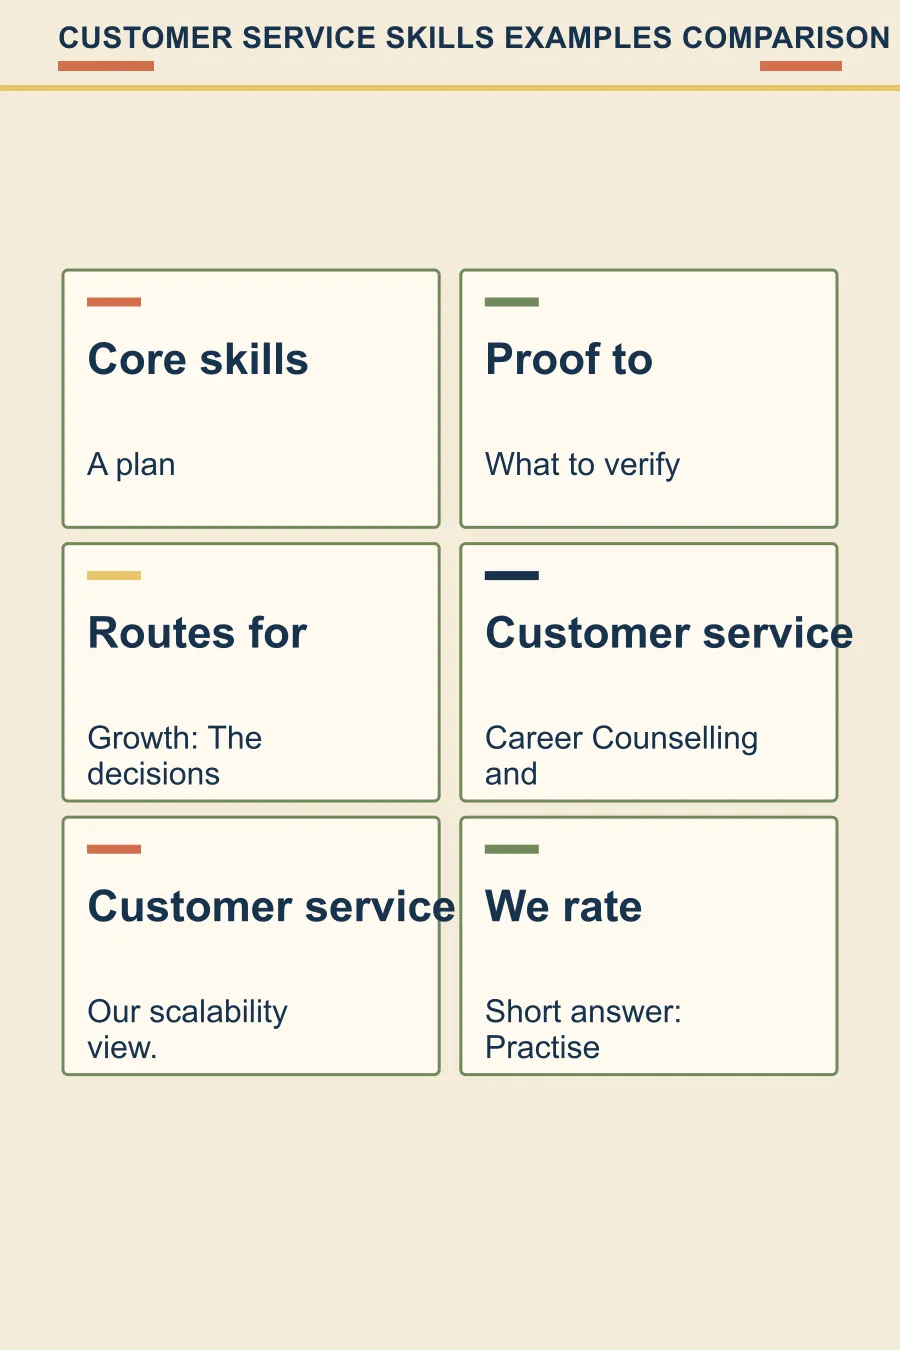 CUSTOMER SERVICE SKILLS EXAMPLES COMPARISON
Core skills
A plan
Proof to
What to verify
Routes for
Growth: The
decisions
Customer service
Career Counselling
and
Customer service
Our scalability
view.
We rate
Short answer:
Practise